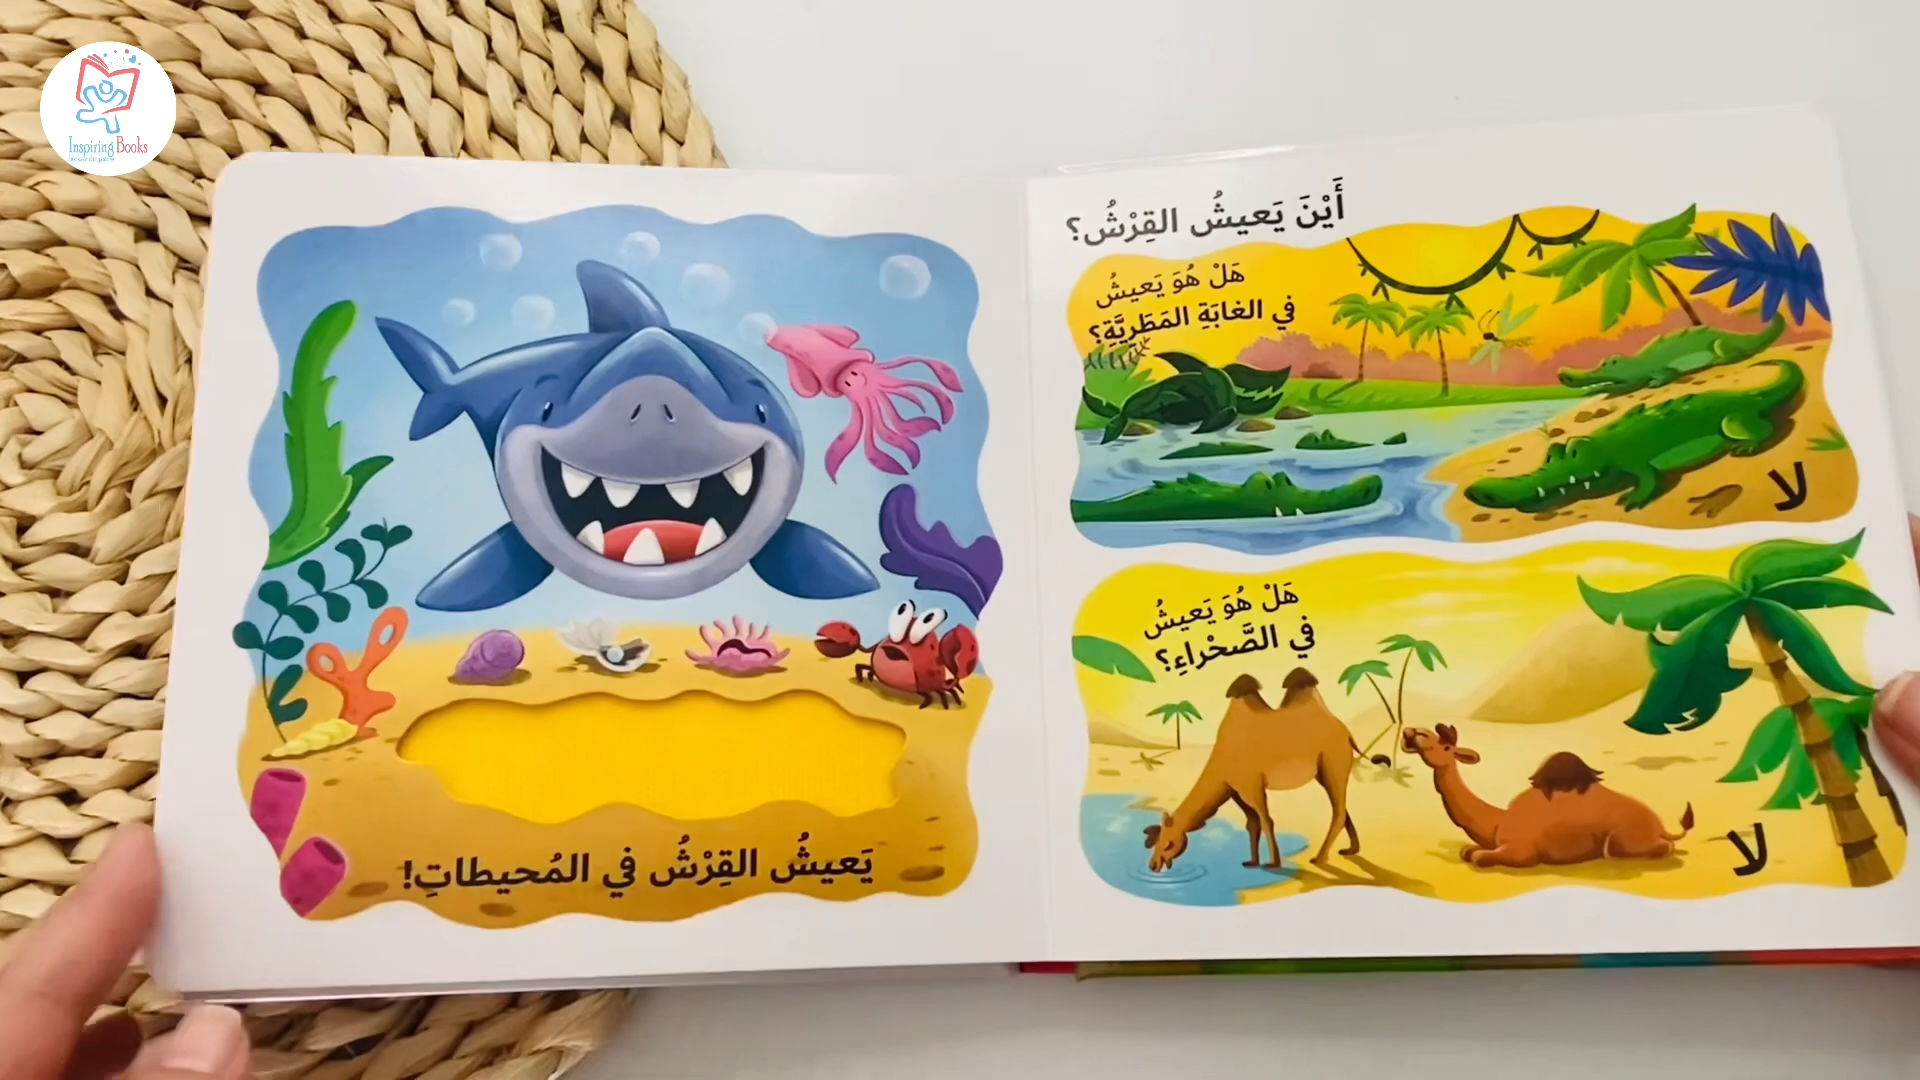 Inspiring Books
أَيْنَ يَعيشُ القِرْشُ؟
هَلْ هُوَ يَعيشُ
في الغابَةِ المَطَرِيَّةِ؟
لا
هَلْ هُوَ يَعيشُ
في الصَّحْراءِ؟
لا
يَعيشُ القِرْشُ في المُحيطاتِ!